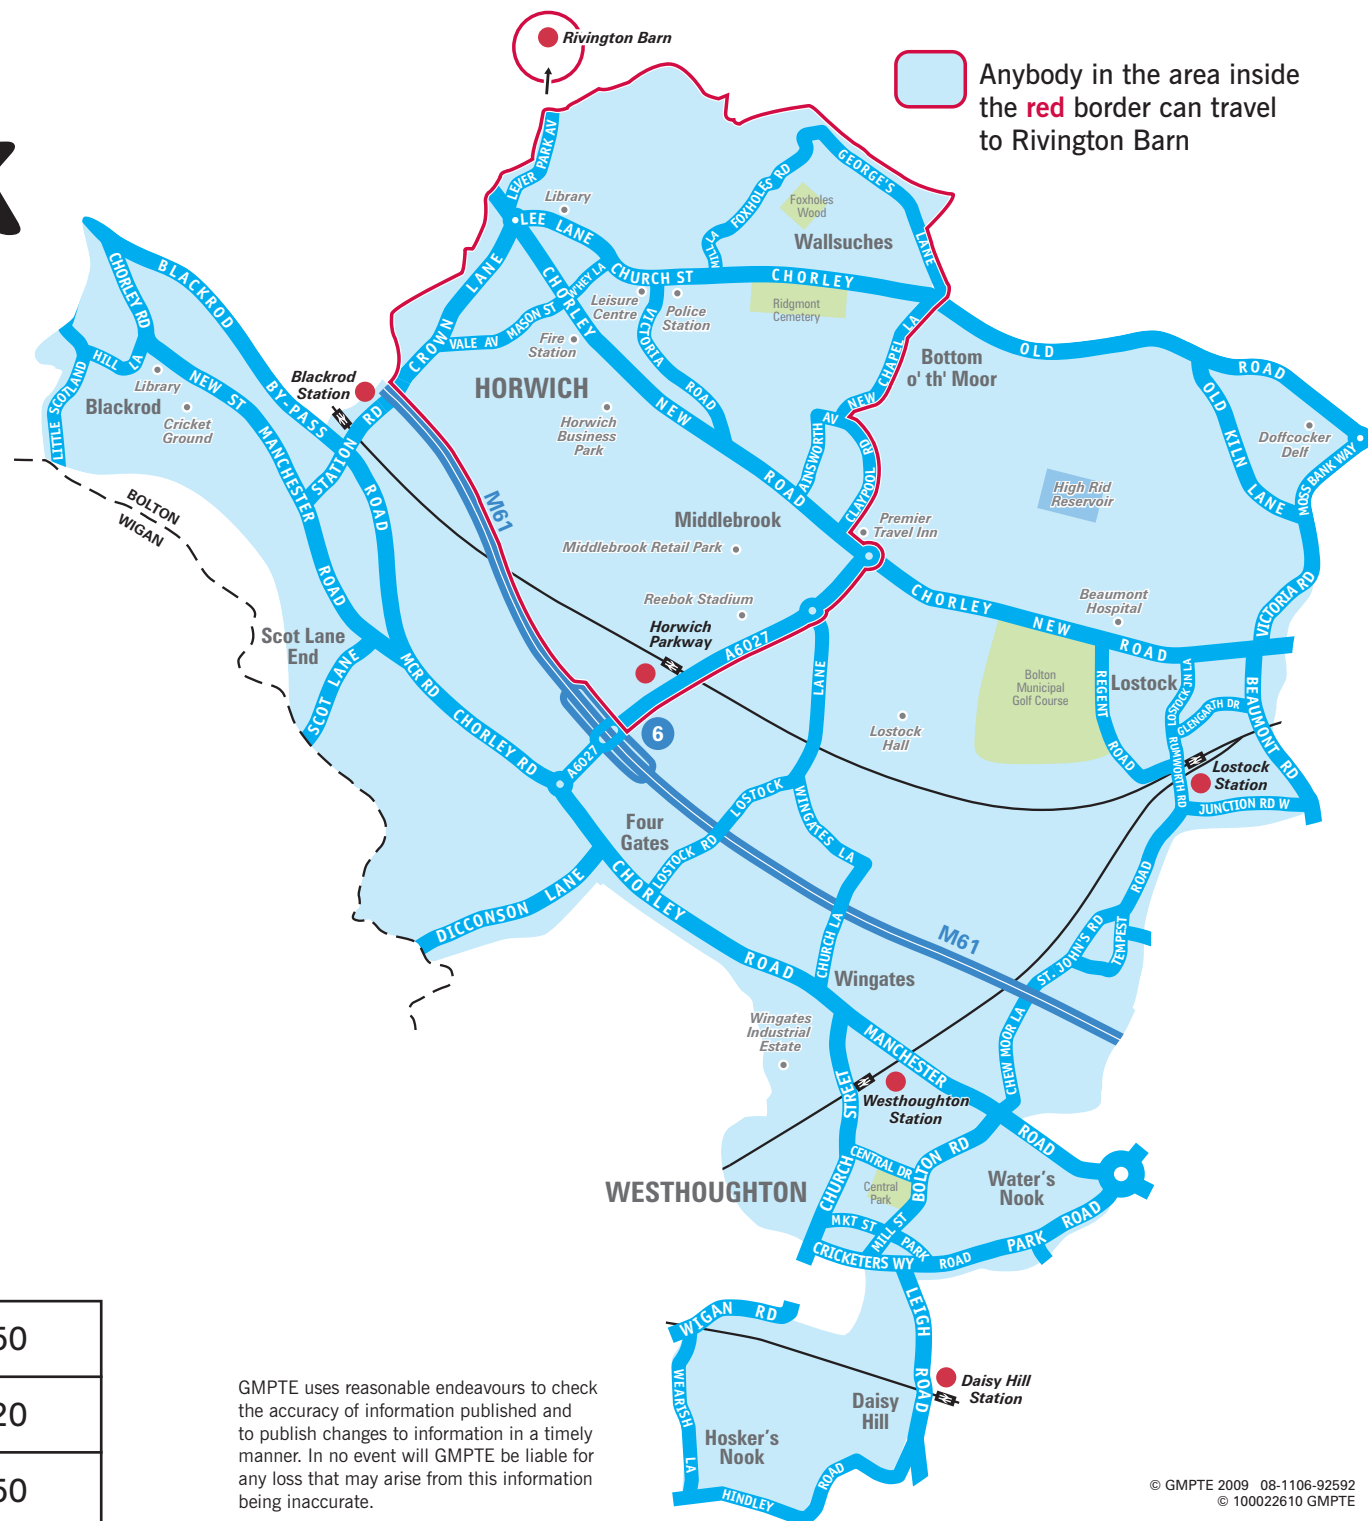 Rivington Barn
Anybody in the area inside
the red border can travel
to Rivington Barn
LEVER PARK AV
Library
LEE LANE
FOXHOLES RD
GEORGE'S
LANE
Foxholes
Wood
Wallsuches
MILL LA
CHURCH ST
CHORLEY
OLD
ROAD
Ridgmont
Cemetery
Leisure
Centre
Police
Station
W'HEY LA
MASON ST
VALE AV
CROWN
LANE
Fire
Station
CHORLEY
NEW
ROAD
VICTORIA
ROAD
HORWICH
Horwich
Business
Park
BLACKROD
BY-PASS
ROAD
CHORLEY RD
HILL LA
LITTLE SCOTLAND
Library
Blackrod
Cricket
Ground
NEW ST
MANCHESTER
ROAD
STATION RD
Blackrod
Station
BOLTON
WIGAN
M61
NEW CHAPEL LA
AINSWORTH AV
CLAYPOOL RD
Bottom
o' th' Moor
OLD KILN LANE
Doffcocker
Delf
MOSS BANK WAY
High Rid
Reservoir
Middlebrook
Premier
Travel Inn
Middlebrook Retail Park
Reebok Stadium
Horwich
Parkway
A6027
6
A6027
CHORLEY NEW ROAD
Beaumont
Hospital
VICTORIA RD
Bolton
Municipal
Golf Course
REGENT ROAD
Lostock
LOSTOCK JN LA
GLENGARTH DR
RUMWORTH RD
BEAUMONT RD
Lostock
Station
JUNCTION RD W
Lostock
Hall
Scot Lane
End
SCOT LANE
MCR RD
CHORLEY RD
Four
Gates
LOSTOCK RD
LOSTOCK
LANE
WINGATES LA
CHURCH LA
DICCONSON LANE
CHORLEY ROAD
M61
Wingates
Wingates
Industrial
Estate
MANCHESTER ROAD
ST. JOHN'S RD
TEMPEST
ROAD
CHEW MOOR LA
Westhoughton
Station
CHURCH STREET
CENTRAL DR
BOLTON RD
Central
Park
Water's
Nook
WESTHOUGHTON
MKT ST
MILL ST
PARK
ROAD
PARK ROAD
CRICKETERS WY
WIGAN RD
LEIGH ROAD
WEARISH LA
Daisy Hill
Station
Daisy
Hill
Hosker's
Nook
HINDLEY ROAD
50
20
50
GMPTE uses reasonable endeavours to check
the accuracy of information published and
to publish changes to information in a timely
manner. In no event will GMPTE be liable for
any loss that may arise from this information
being inaccurate.
© GMPTE 2009 08-1106-92592
© 100022610 GMPTE